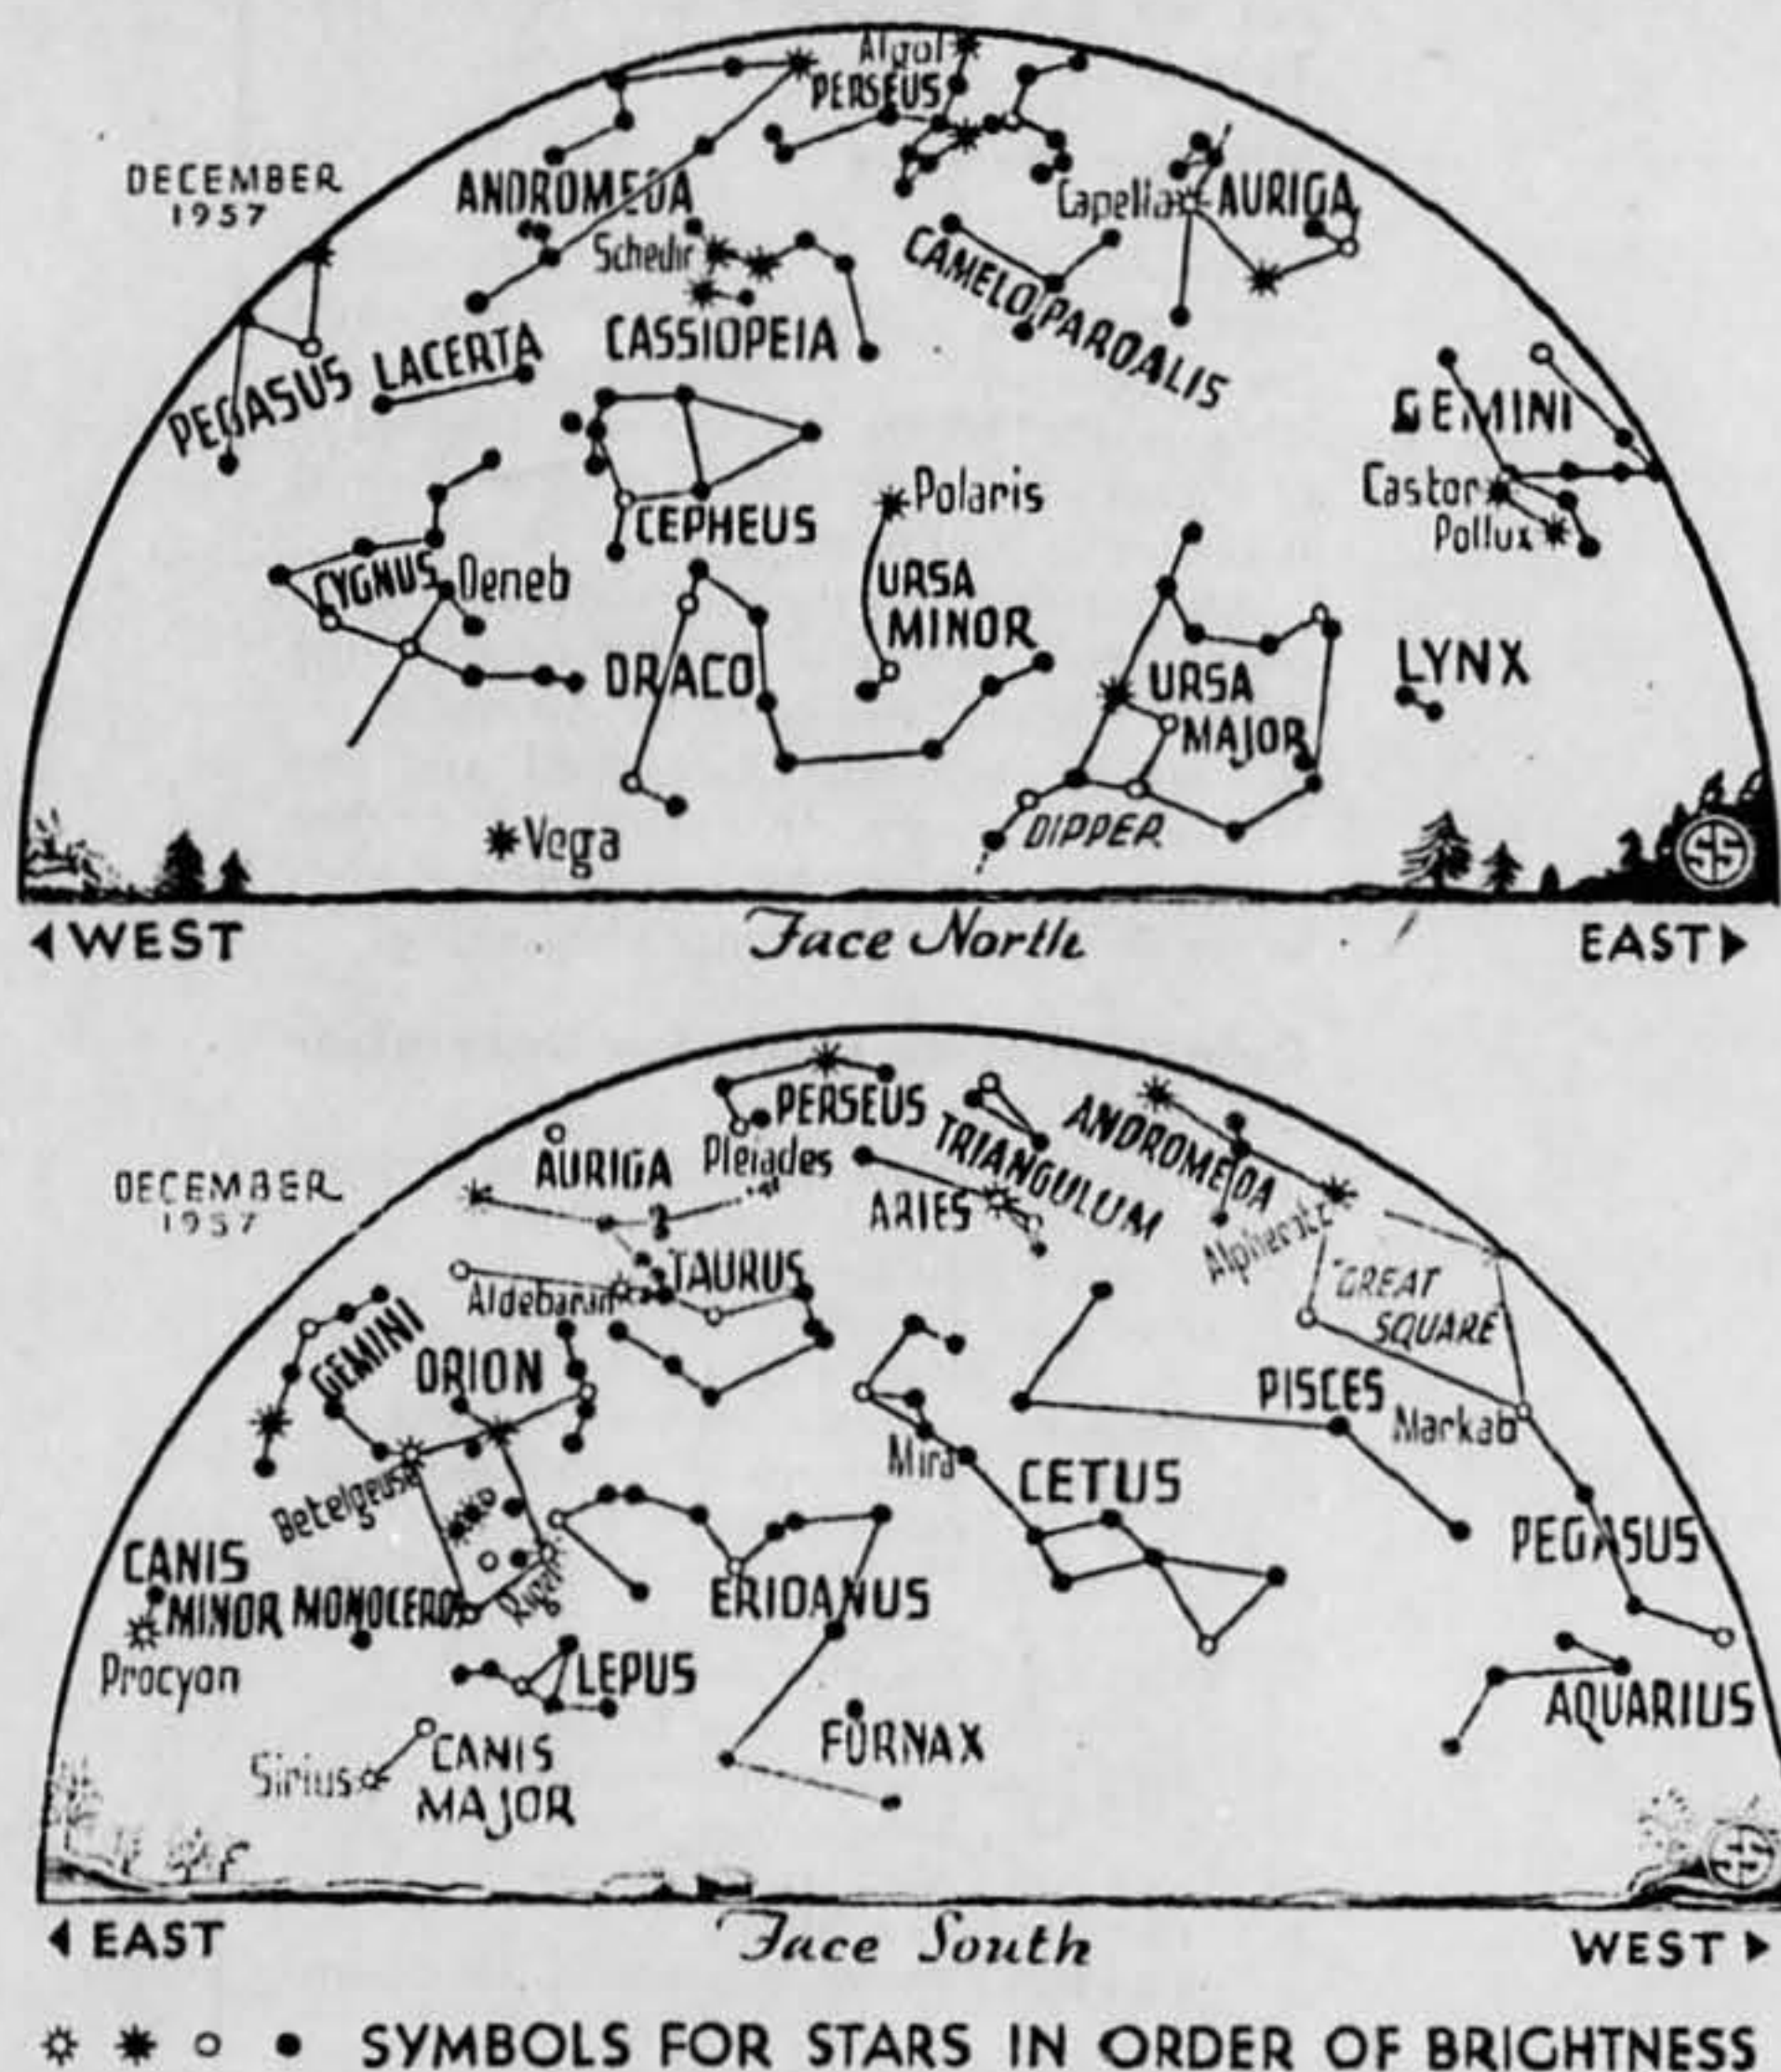 Algol
PERSEUS
DECEMBER
1957
ANDROMEDA
Capella
AURIGA
Schedir
CAMELOPARDALIS
CASSIOPEIA
LACERTA
PEGASUS
GEMINI
Castor
Pollux
Polaris
CEPHEUS
CYGNUS
Deneb
URSA
MINOR
DRACO
URSA
MAJOR
LYNX
DIPPER
Vega
SS
WEST
Face North
EAST
PERSEUS
Pleiades
TRIANGULUM
ANDROMEDA
DECEMBER
1957
AURIGA
ARIES
Alpheratz
TAURUS
Aldebaran
"GREAT
SQUARE"
GEMINI
ORION
PISCES
Markab
Mira
CETUS
Betelgeuse
PEGASUS
CANIS
MINOR
MONOCEROS
Rigel
ERIDANUS
Procyon
LEPUS
AQUARIUS
FORNAX
Sirius
CANIS
MAJOR
SS
EAST
Face South
WEST
SYMBOLS FOR STARS IN ORDER OF BRIGHTNESS